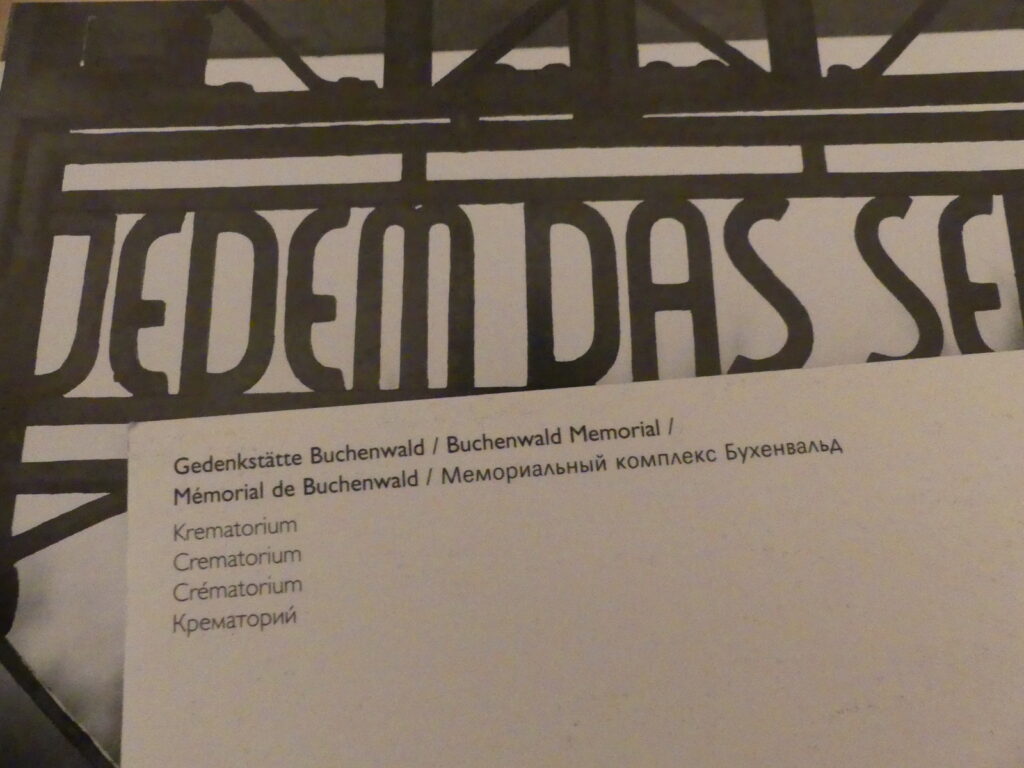 JEDEM DAS SE
Gedenkstätte Buchenwald / Buchenwald Memorial /
Mémorial de Buchenwald / Мемориальный комплекс Бухенвальд
Krematorium
Crematorium
Crématorium
Крематорий